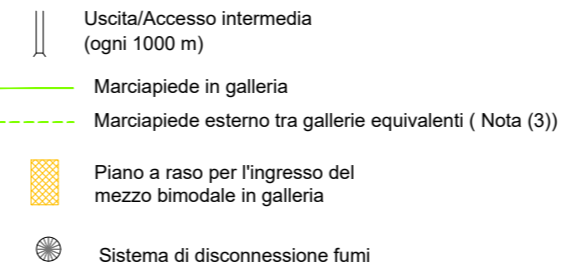 Uscita/Accesso intermedia
(ogni 1000 m)
Marciapiede in galleria
Marciapiede esterno tra gallerie equivalenti ( Nota (3))
Piano a raso per l'ingresso del
mezzo bimodale in galleria
Sistema di disconnessione fumi